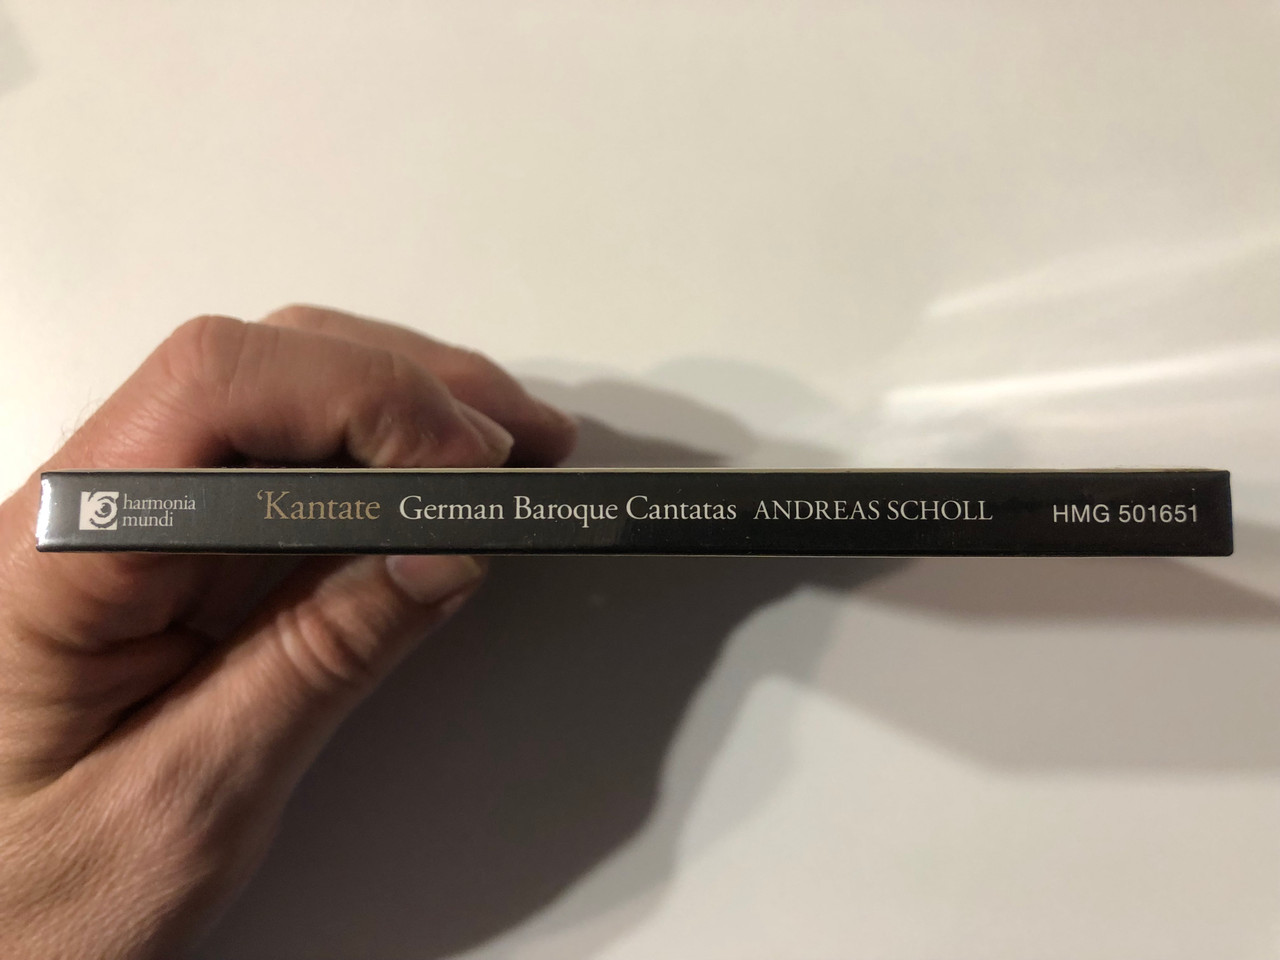 harmonia
mundi
‘Kantate German Baroque Cantatas ANDREAS SCHOLL HMG 501651